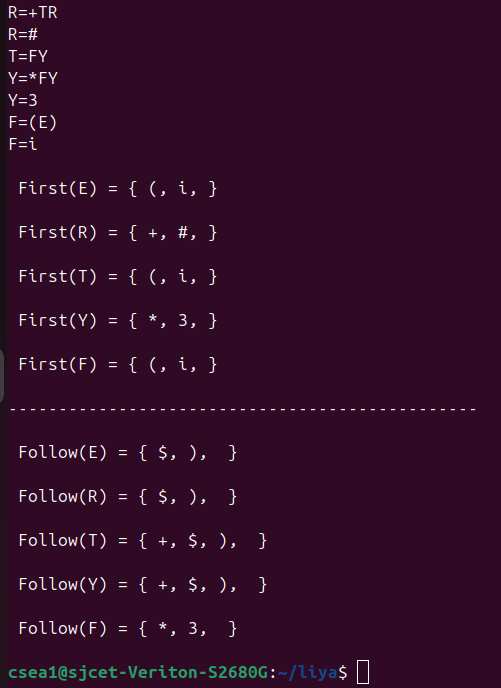 R=+TR
R=#
T=FY
Y=*FY
Y=3
F=(E)
F=i
First(E) = { (, i, }
First(R) = { +, #, }
First(T) = { (, i, }
First(Y) = { *, 3, }
First(F) = { (, i, }
-----------------------------------------------
Follow(E) = { $, ),  }
Follow(R) = { $, ),  }
Follow(T) = { +, $, ),  }
Follow(Y) = { +, $, ),  }
Follow(F) = { *, 3,  }
csea1@sjcet-Veriton-S2680G:~/liya$